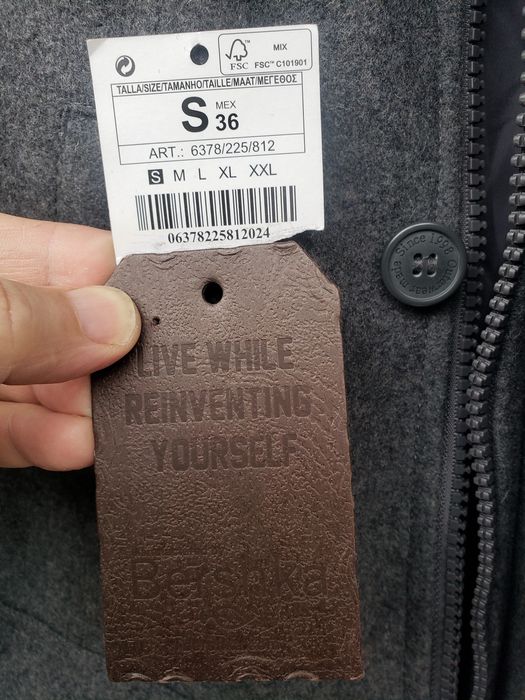 MIX
FSC
FSC™ C101901
TALLA/SIZE/TAMANHO/TAILLE/MAAT/ΜΕΓΕΘΟΣ
S MEX 36
ART.: 6378/225/812
S M L XL XXL
06378225812024
LIVE WHILE
REINVENTING
YOURSELF
Bershka
Since